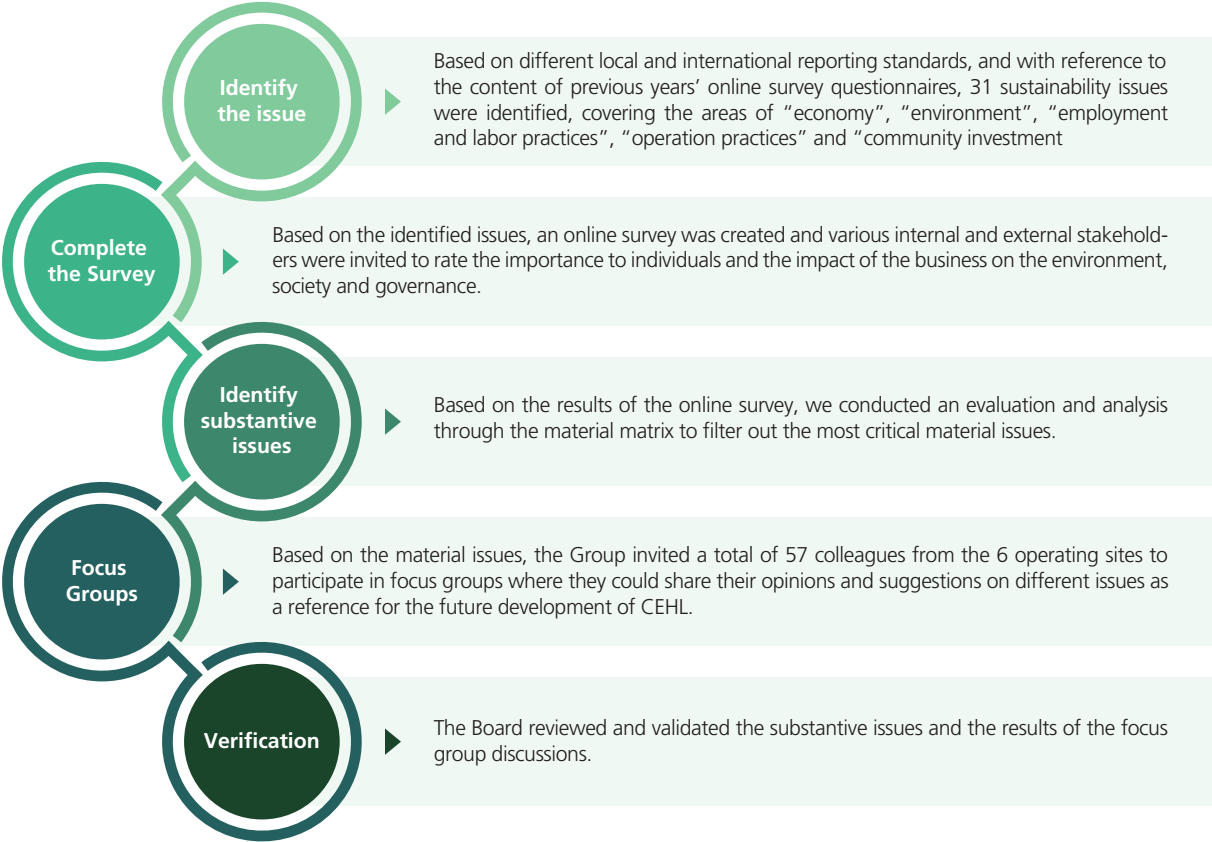 Identify
the issue
Based on different local and international reporting standards, and with reference to
the content of previous years’ online survey questionnaires, 31 sustainability issues
were identified, covering the areas of “economy”, “environment”, “employment
and labor practices”, “operation practices” and “community investment
Complete
the Survey
Based on the identified issues, an online survey was created and various internal and external stakehold-
ers were invited to rate the importance to individuals and the impact of the business on the environment,
society and governance.
Identify
substantive
issues
Based on the results of the online survey, we conducted an evaluation and analysis
through the material matrix to filter out the most critical material issues.
Focus
Groups
Based on the material issues, the Group invited a total of 57 colleagues from the 6 operating sites to
participate in focus groups where they could share their opinions and suggestions on different issues as
a reference for the future development of CEHL.
Verification
The Board reviewed and validated the substantive issues and the results of the focus
group discussions.